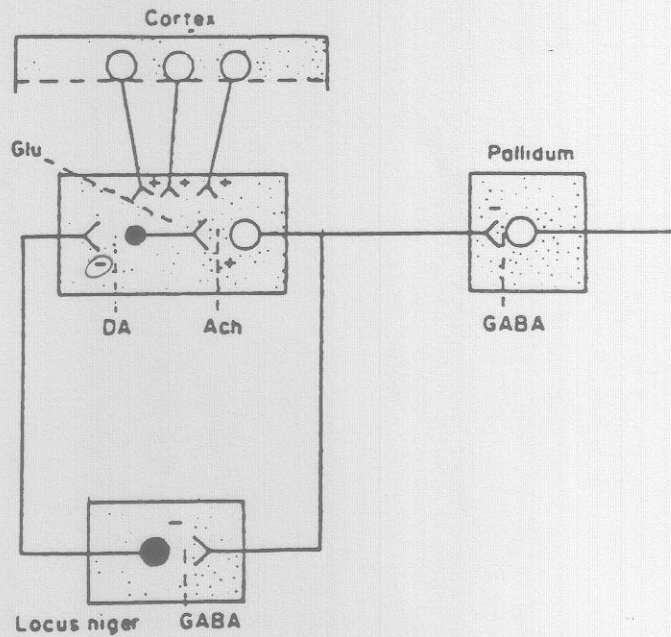 Cortex
Glu
+ + +
Pallidum
-
-
+
DA
Ach
GABA
-
Locus niger
GABA